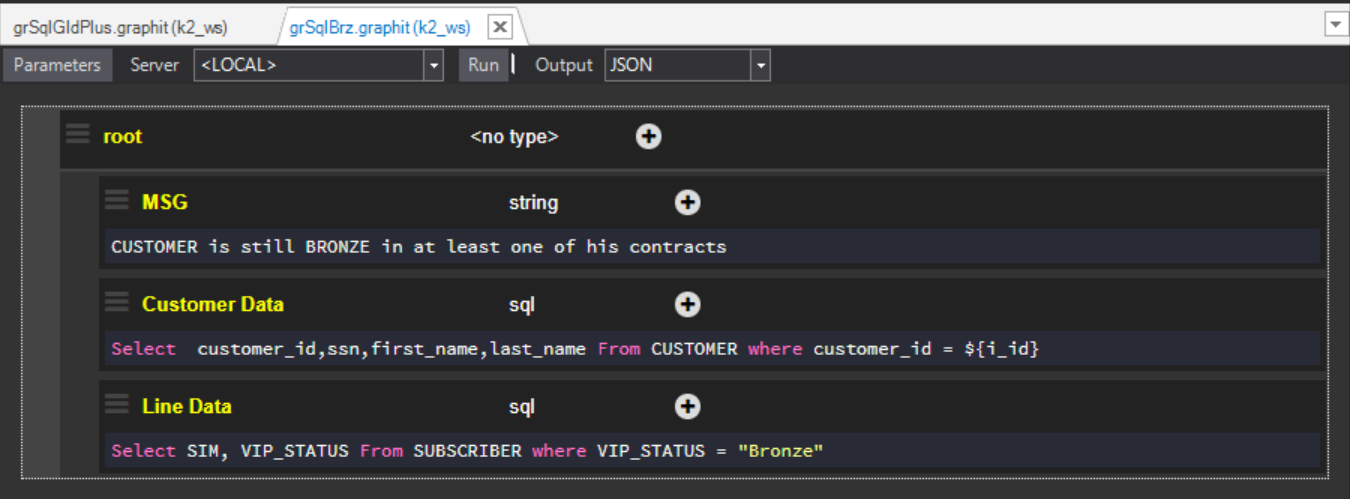 grSqlGldPlus.graphit (k2_ws) grSqlBrz.graphit (k2_ws)
Parameters Server <LOCAL> Run Output JSON
root <no type>
MSG string
CUSTOMER is still BRONZE in at least one of his contracts
Customer Data sql
Select  customer_id,ssn,first_name,last_name From CUSTOMER where customer_id = ${i_id}
Line Data sql
Select SIM, VIP_STATUS From SUBSCRIBER where VIP_STATUS = "Bronze"